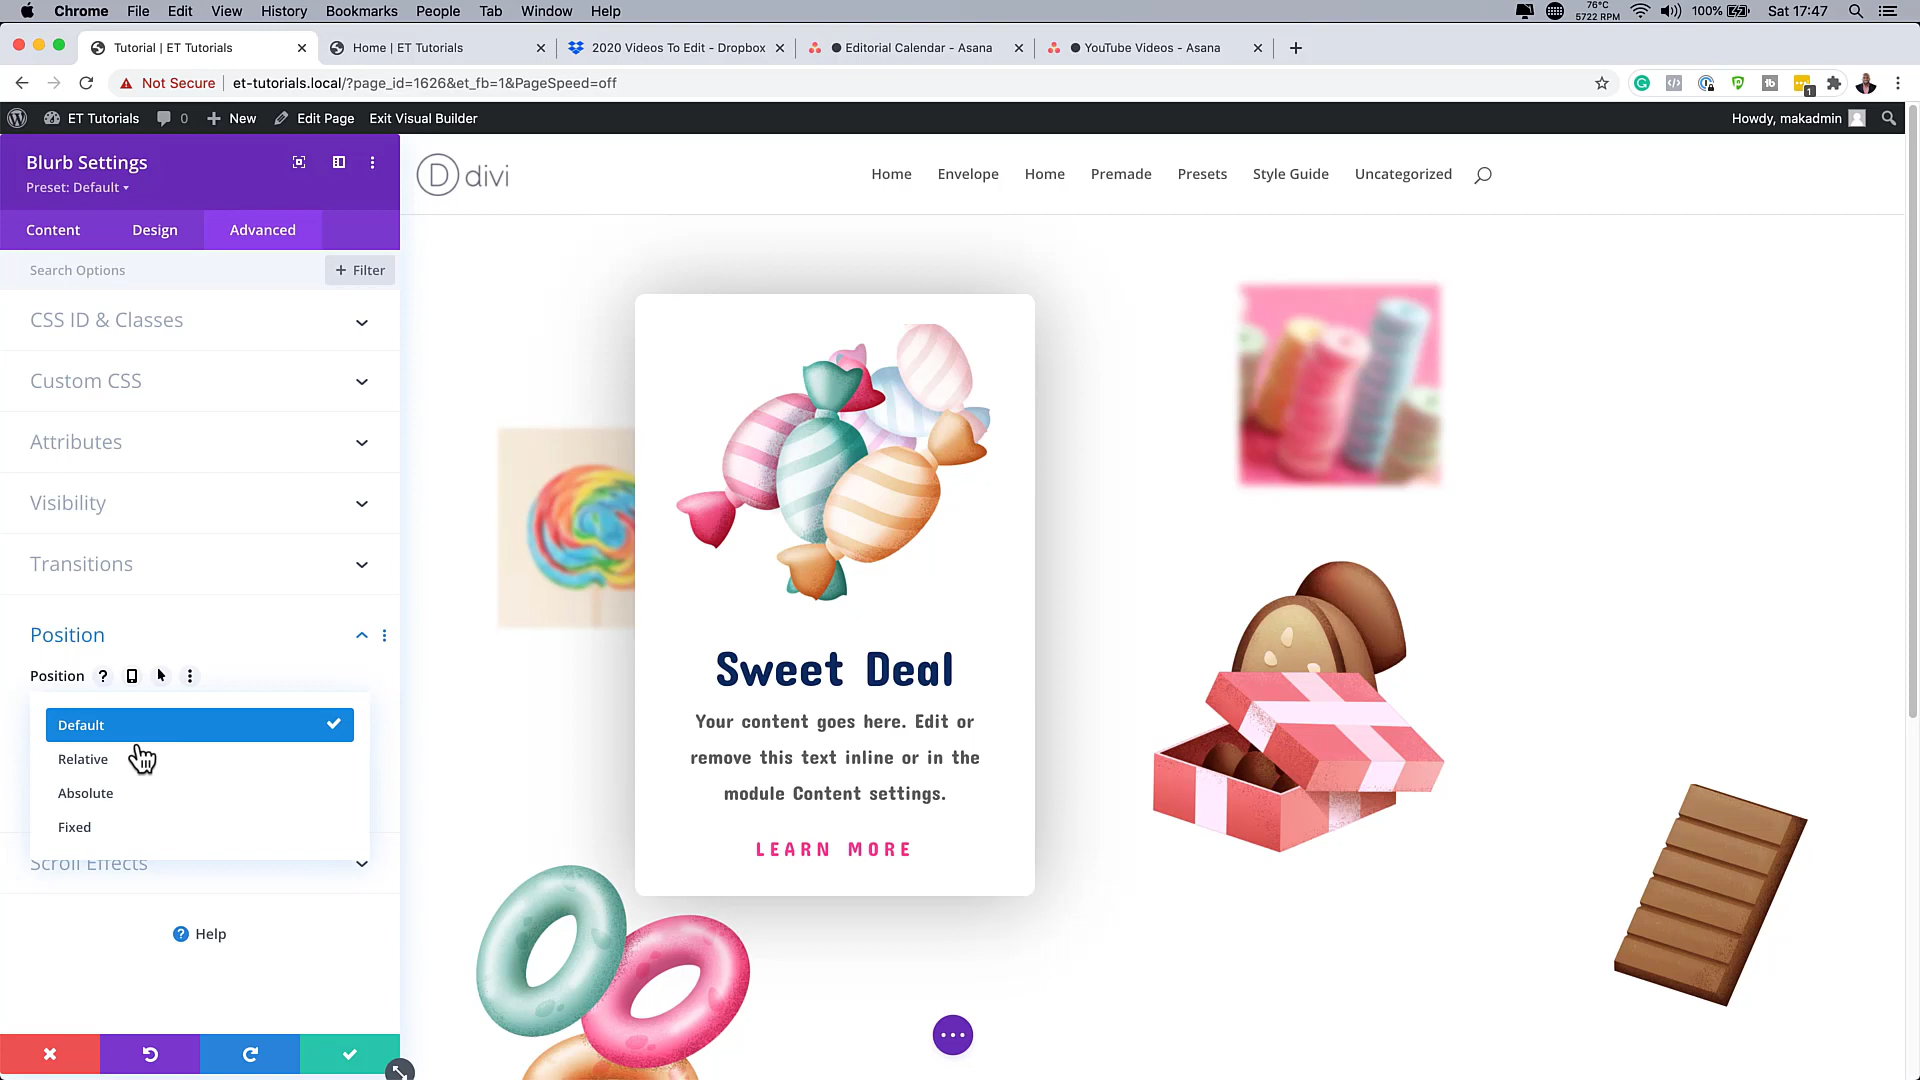 Chrome File Edit View History Bookmarks People Tab Window Help
76°C
5722 RPM
100%
Sat 17:47
Tutorial | ET Tutorials
Home | ET Tutorials
2020 Videos To Edit - Dropbox
Editorial Calendar - Asana
YouTube Videos - Asana
Not Secure
et-tutorials.local/?page_id=1626&et_fb=1&PageSpeed=off
1
ET Tutorials
0
New
Edit Page
Exit Visual Builder
Howdy, makadmin
Blurb Settings
Preset: Default
Content
Design
Advanced
Search Options
+ Filter
CSS ID & Classes
Custom CSS
Attributes
Visibility
Transitions
Position
Position ?
Default
Relative
Absolute
Fixed
Scroll Effects
? Help
D divi
Home
Envelope
Home
Premade
Presets
Style Guide
Uncategorized
Sweet Deal
Your content goes here. Edit or
remove this text inline or in the
module Content settings.
LEARN MORE